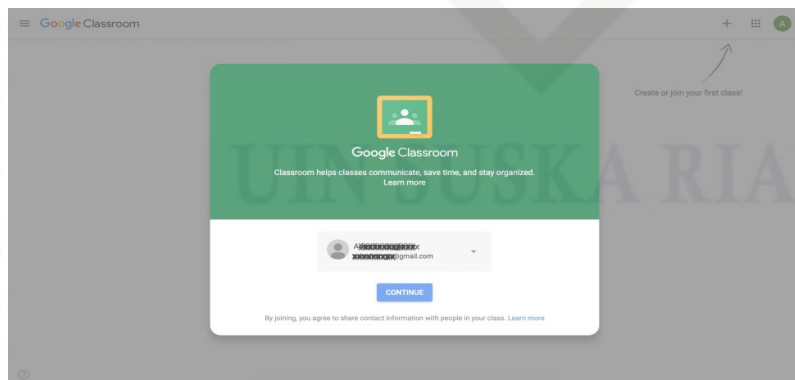 Google Classroom
A
Create or join your first class!
Google Classroom
Classroom helps classes communicate, save time, and stay organized.
Learn more
UIN SUSKA RIA
@gmail.com
CONTINUE
By joining, you agree to share contact information with people in your class. Learn more